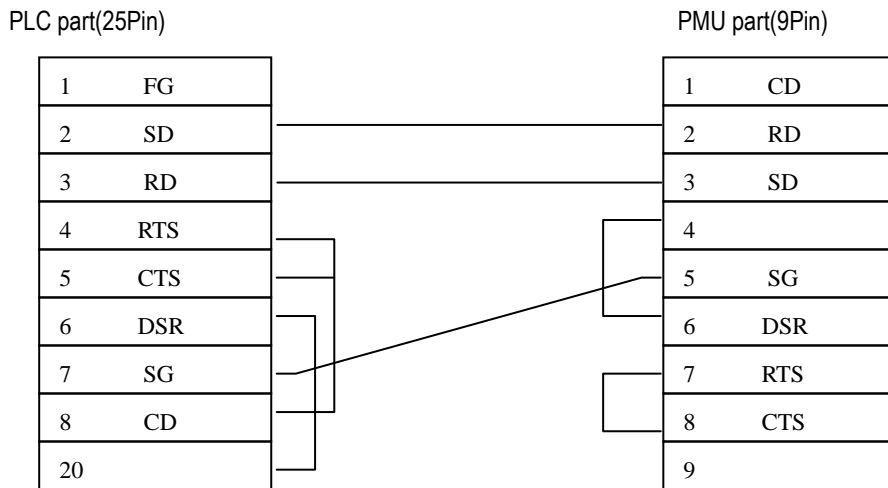 PLC part(25Pin)
PMU part(9Pin)
1 FG
2 SD
3 RD
4 RTS
5 CTS
6 DSR
7 SG
8 CD
20
1 CD
2 RD
3 SD
4
5 SG
6 DSR
7 RTS
8 CTS
9